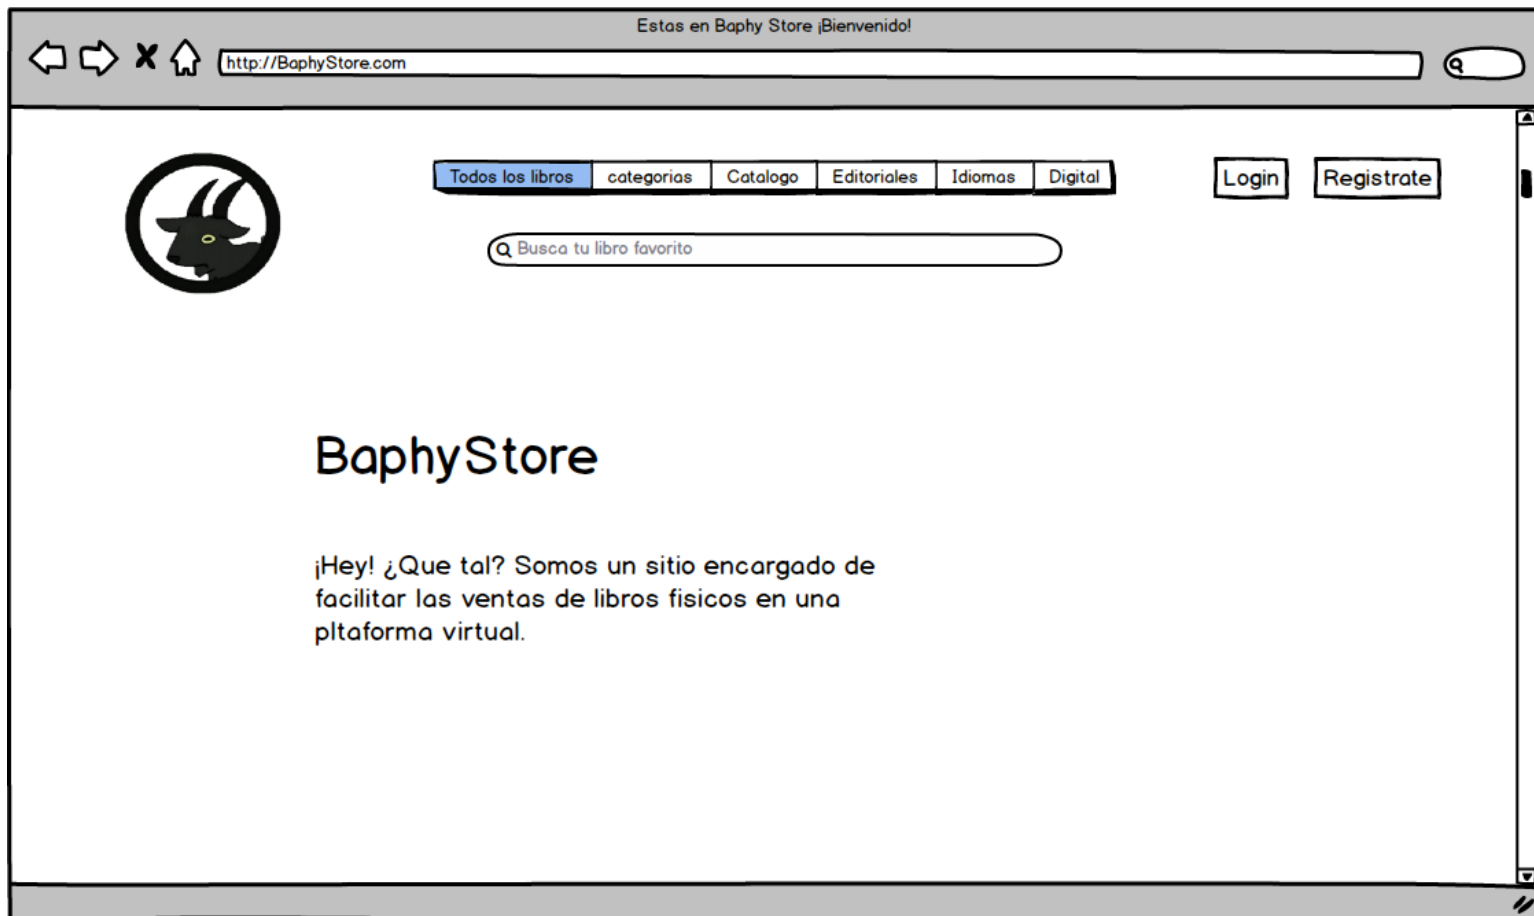 Estas en Baphy Store ¡Bienvenido!
http://BaphyStore.com
Todos los libros categorias Catalogo Editoriales Idiomas Digital
Login Registrate
Busca tu libro favorito
BaphyStore
¡Hey! ¿Que tal? Somos un sitio encargado de
facilitar las ventas de libros fisicos en una
pltaforma virtual.